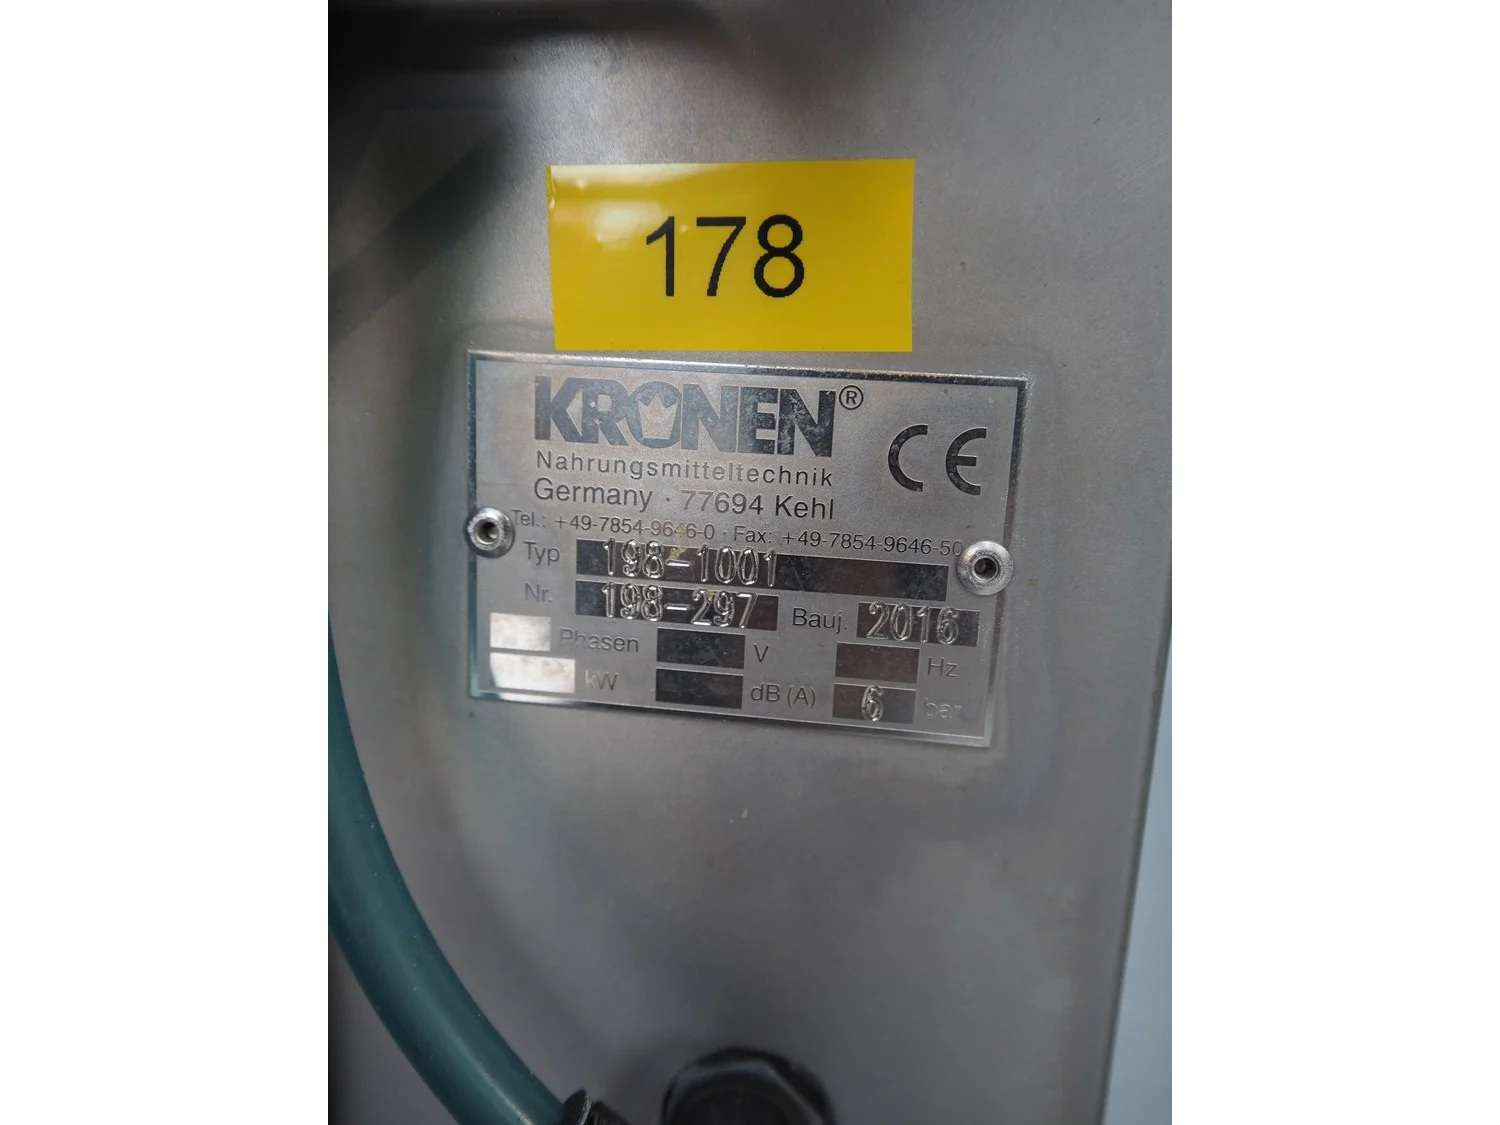 178
KRONEN®
CE
Nahrungsmitteltechnik
Germany · 77694 Kehl
Tel.: +49-7854-9646-0 · Fax: +49-7854-9646-50
Typ 198-1001
Nr. 198-297 Bauj. 2016
Phasen V Hz
kW dB (A) 6 bar